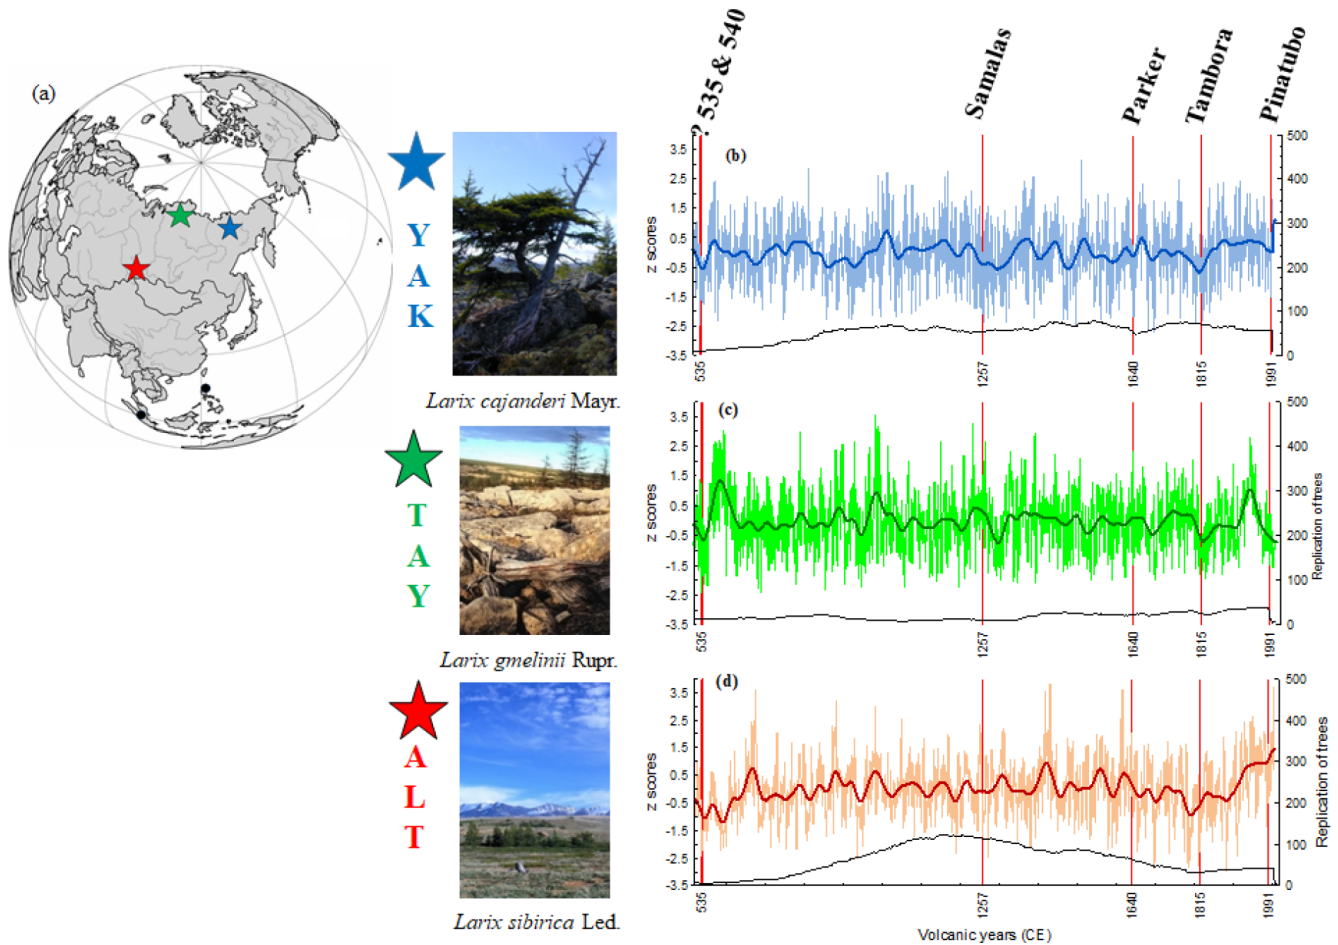 ? 535 & 540
Samalas
Parker
Tambora
Pinatubo
(a)
Y
A
K
Larix cajanderi Mayr.
T
A
Y
Larix gmelinii Rupr.
A
L
T
Larix sibirica Led.
(b)
3.5
2.5
1.5
0.5
-0.5
-1.5
-2.5
-3.5
z scores
500
400
300
200
100
0
535
1257
1640
1815
1991
(c)
3.5
2.5
1.5
0.5
-0.5
-1.5
-2.5
-3.5
z scores
500
400
300
200
100
0
Replication of trees
535
1257
1640
1815
1991
(d)
3.5
2.5
1.5
0.5
-0.5
-1.5
-2.5
-3.5
z scores
500
400
300
200
100
0
Replication of trees
535
1257
1640
1815
1991
Volcanic years (CE)